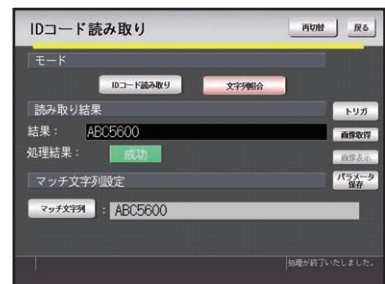 IDコード読み取り
再切替
戻る
モード
IDコード読み取り
文字列照合
読み取り結果
トリガ
結果： ABC5600
画像取得
処理結果： 成功
画像表示
マッチ文字列設定
パラメータ
保存
マッチ文字列 : ABC5600
処理が終了いたしました。